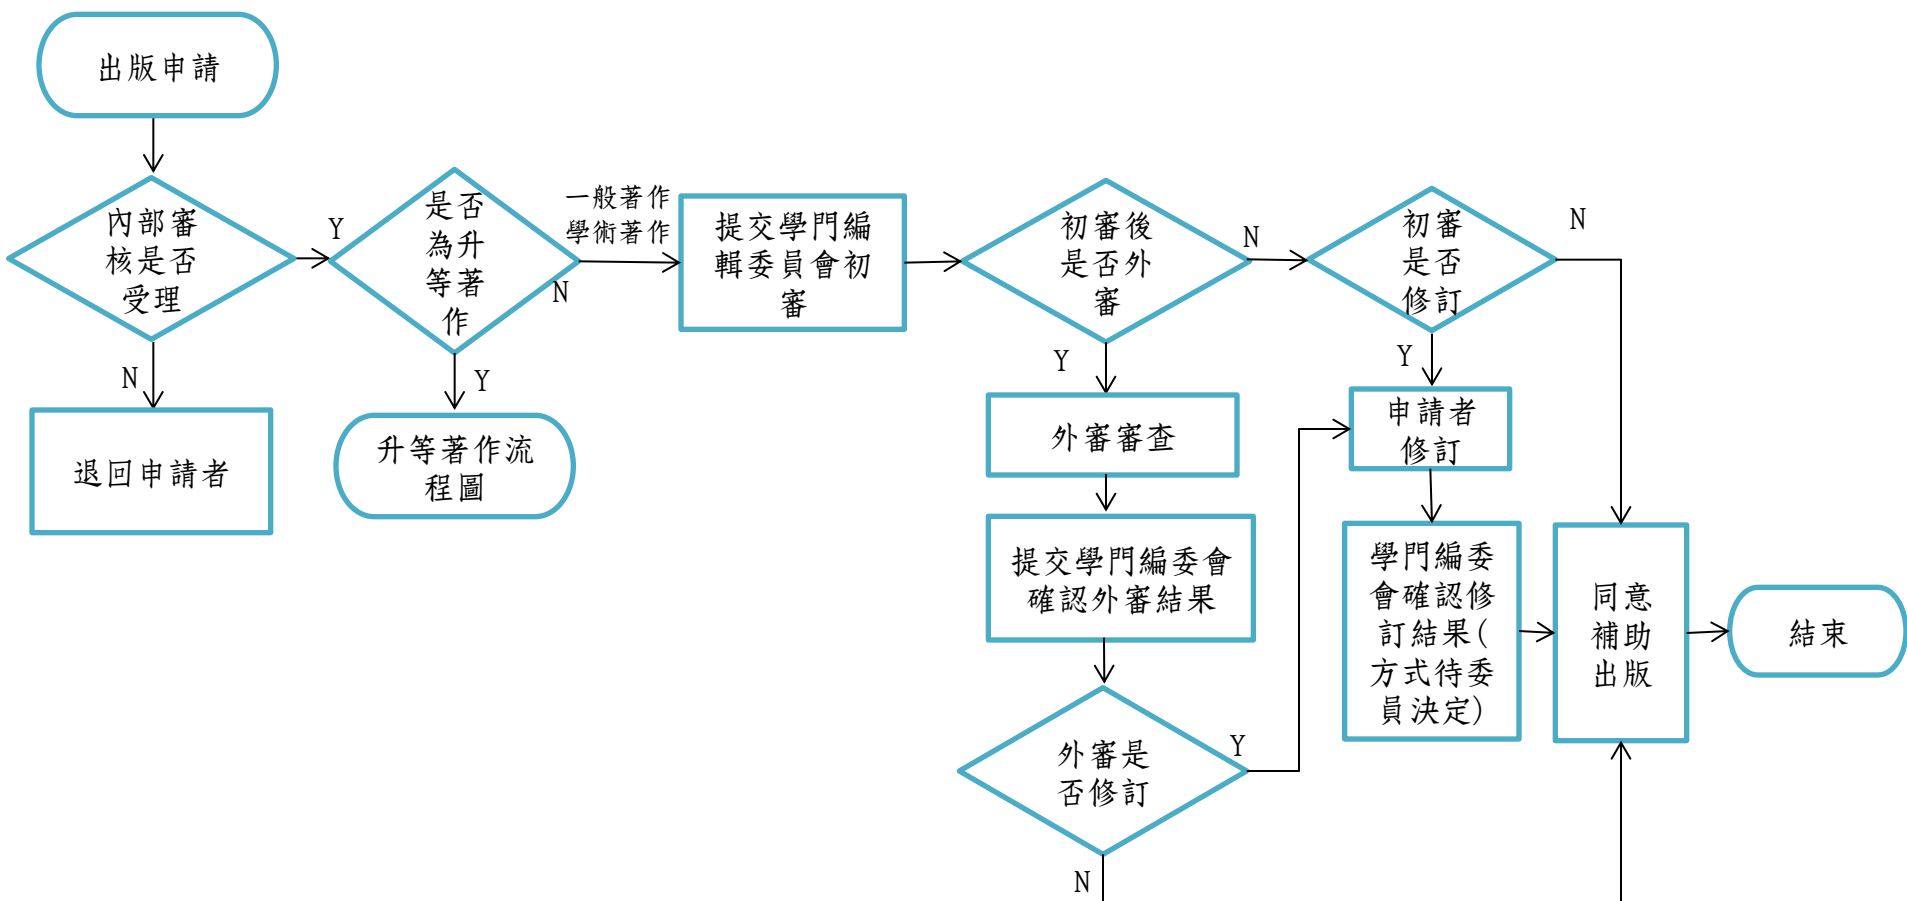 出版申請
內部審
核是否
受理
Y
N
退回申請者
是否
為升
等著
作
一般著作
學術著作
N
Y
升等著作流
程圖
提交學門編
輯委員會初
審
初審後
是否外
審
N
Y
初審
是否
修訂
N
Y
外審審查
提交學門編委會
確認外審結果
外審是
否修訂
Y
N
申請者
修訂
學門編委
會確認修
訂結果(
方式待委
員決定)
同意
補助
出版
結束